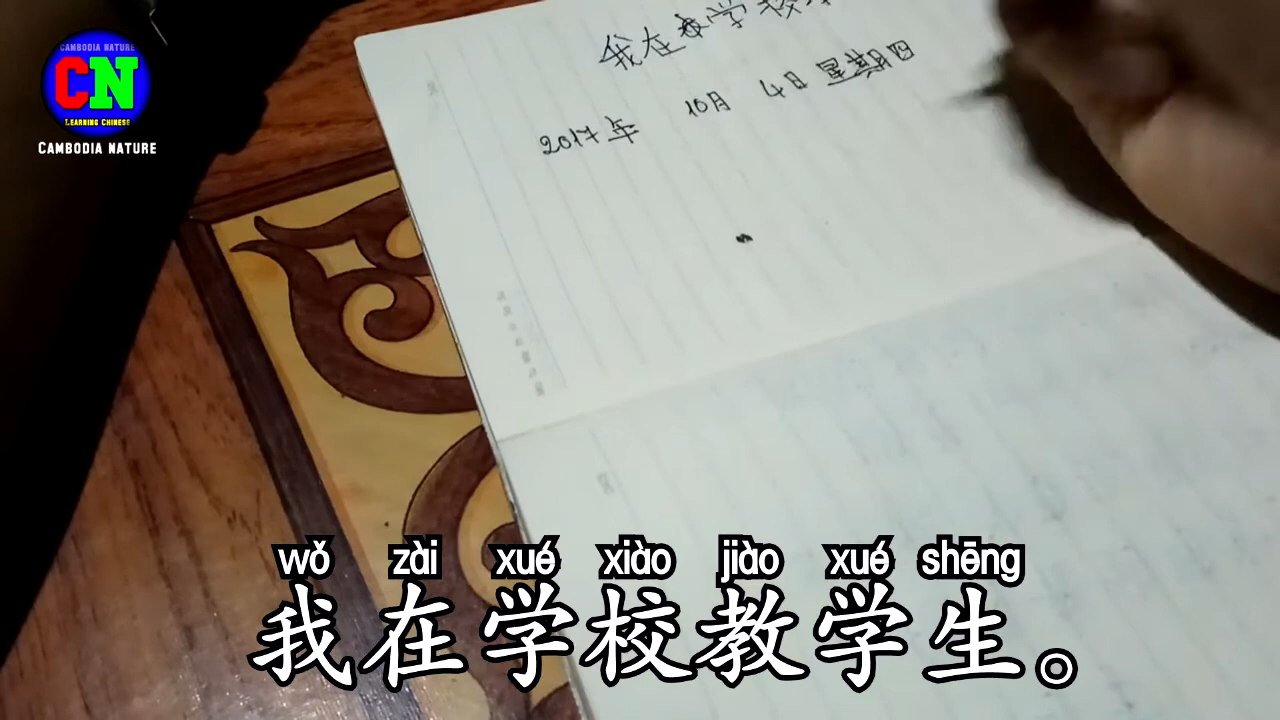 CAMBODIA NATURE
CN
LEARNING CHINESE
CAMBODIA NATURE
我在学校
2017年 10月 4日 星期四
wǒ zài xué xiào jiào xué shēng
我在学校教学生。